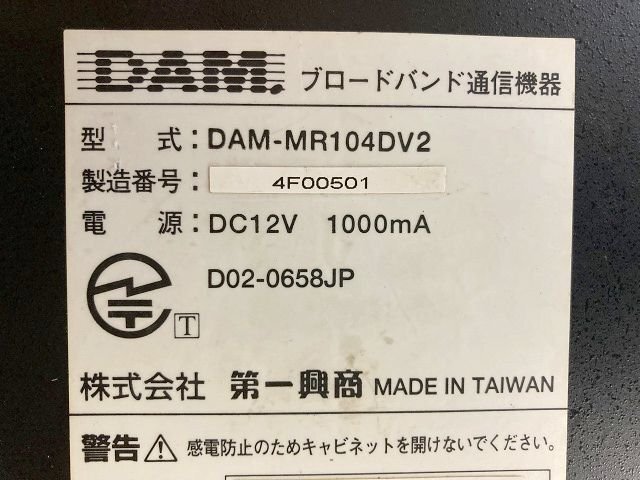 DAM. ブロードバンド通信機器
型 式: DAM-MR104DV2
製造番号: 4F00501
電 源: DC12V 1000mA
D02-0658JP
T
株式会社 第一興商 MADE IN TAIWAN
警告 感電防止のためキャビネットを開けないでください。